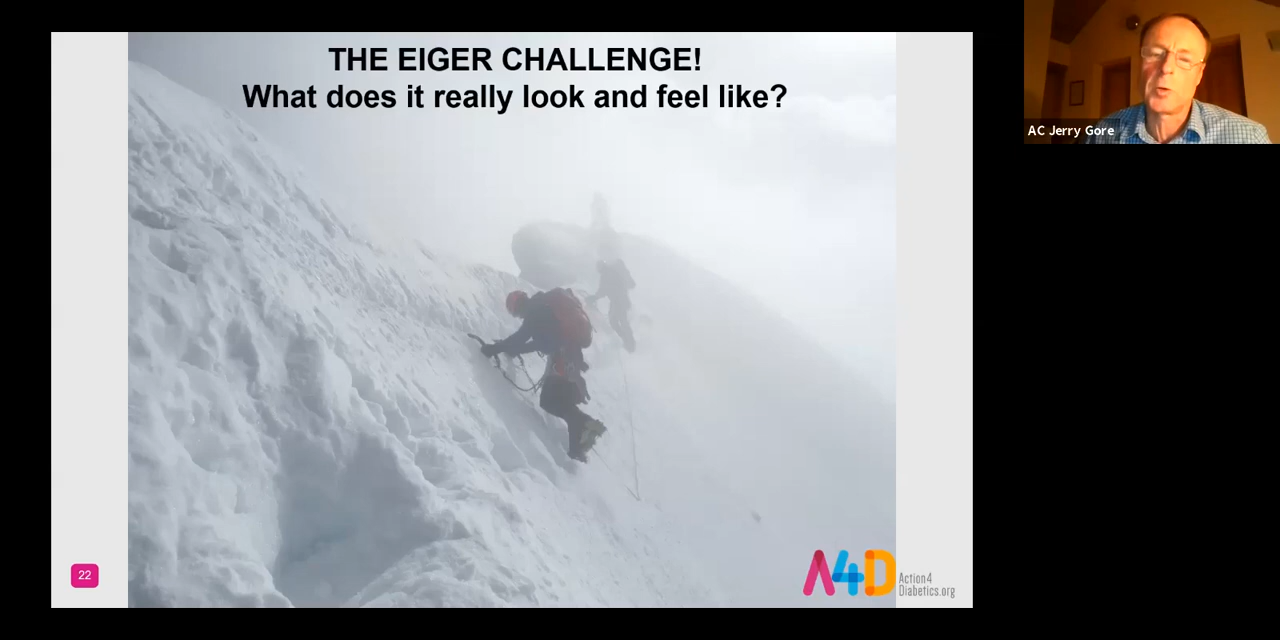 THE EIGER CHALLENGE!
What does it really look and feel like?
AC Jerry Gore
22
A4D
Action4
Diabetics.org